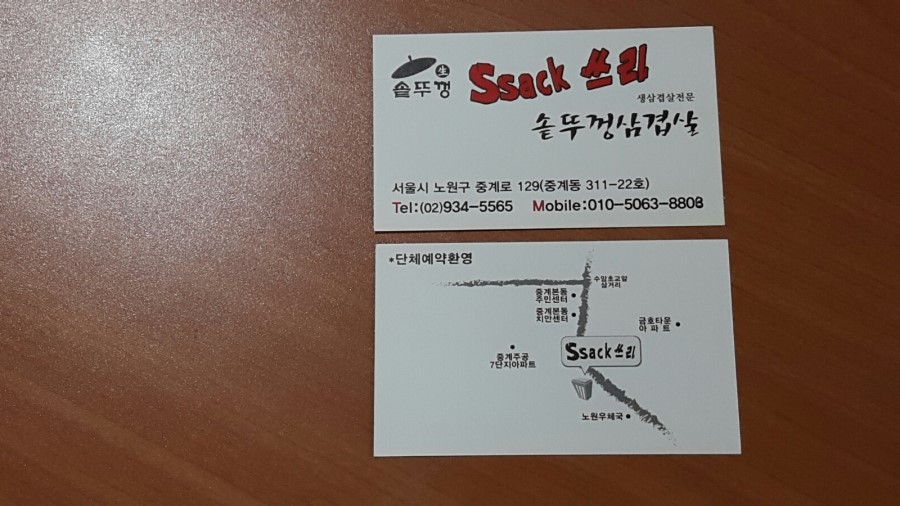 生
솥뚜껑
Ssack 쓰리
생삼겹살전문
솥뚜껑삼겹살
서울시 노원구 중계로 129(중계동 311-22호)
Tel:(02)934-5565 Mobile:010-5063-8808
*단체예약환영
수암초교앞
삼거리
중계본동
주민센터
중계본동
치안센터
금호타운
아파트
Ssack 쓰리
중계주공
7단지아파트
노원우체국